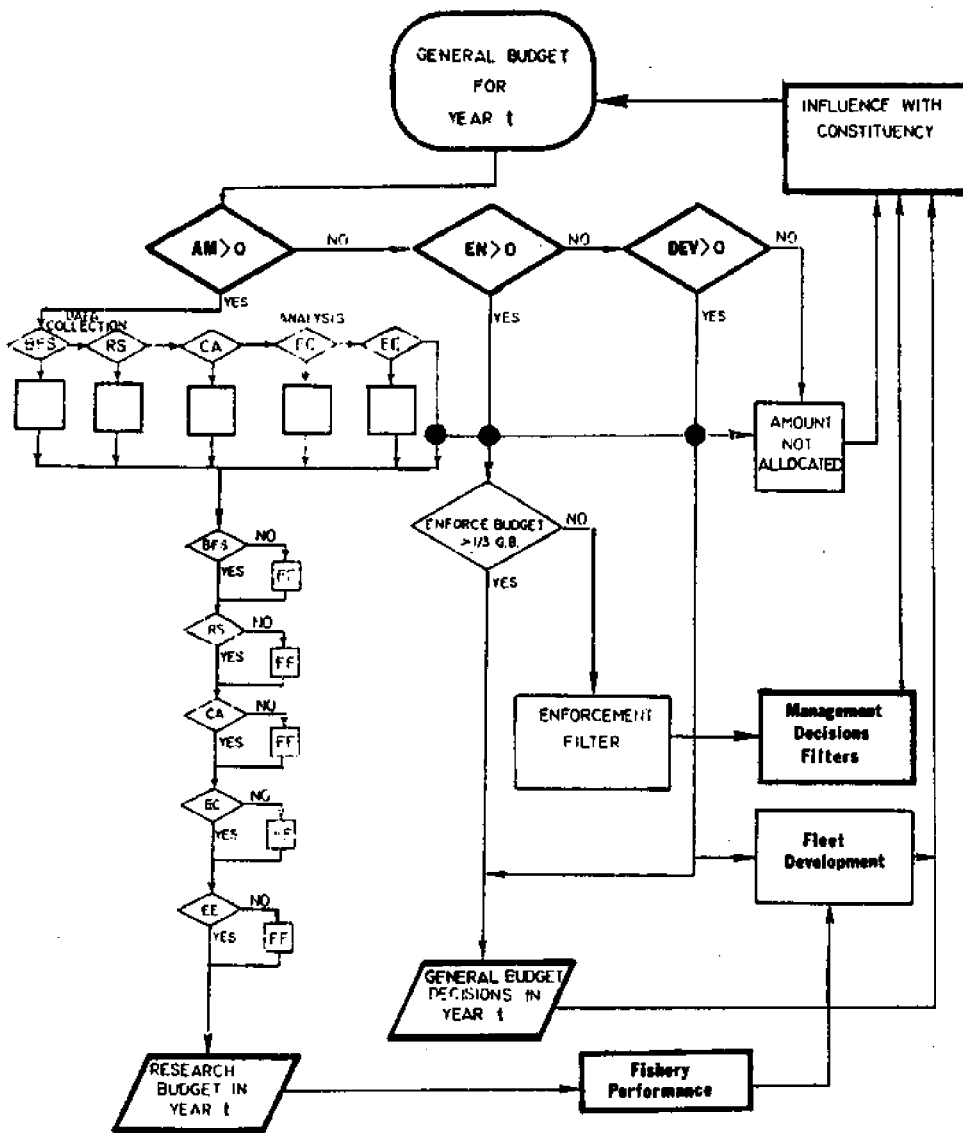 GENERAL BUDGET
FOR
YEAR t
INFLUENCE WITH
CONSTITUENCY
AM>0
NO
EN>0
NO
DEV>0
NO
YES
YES
YES
DATA
COLLECTION
ANALYSIS
BFS
RS
CA
EC
EE
AMOUNT
NOT
ALLOCATED
ENFORCE BUDGET
>1/3 G.B.
NO
YES
BFS
NO
YES
RS
NO
YES
FF
CA
NO
YES
FF
EC
NO
YES
EE
NO
YES
FF
ENFORCEMENT
FILTER
Management
Decisions
Filters
Fleet
Development
GENERAL BUDGET
DECISIONS IN
YEAR t
RESEARCH
BUDGET IN
YEAR t
Fishery
Performance